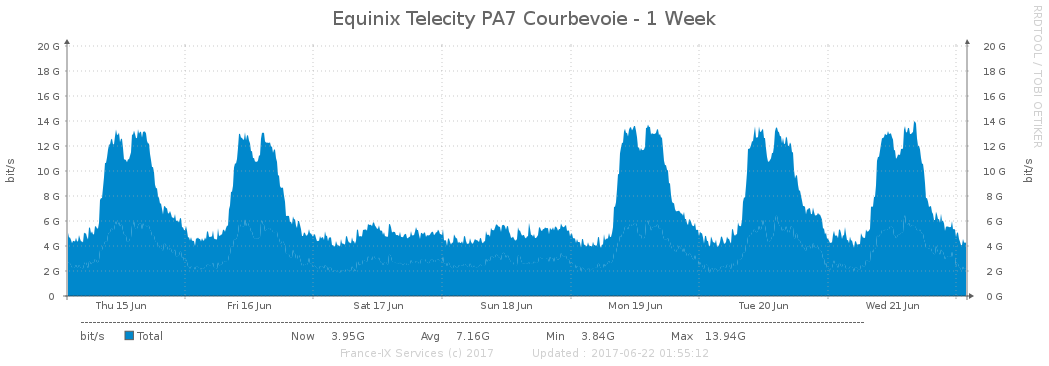 Equinix Telecity PA7 Courbevoie - 1 Week
RRDTOOL / TOBI OETIKER
bit/s
20 G
18 G
16 G
14 G
12 G
10 G
8 G
6 G
4 G
2 G
0
20 G
18 G
16 G
14 G
12 G
10 G
8 G
6 G
4 G
2 G
0 G
bit/s
Thu 15 Jun Fri 16 Jun Sat 17 Jun Sun 18 Jun Mon 19 Jun Tue 20 Jun Wed 21 Jun
bit/s Total Now 3.95G Avg 7.16G Min 3.84G Max 13.94G
France-IX Services (c) 2017 Updated : 2017-06-22 01:55:12